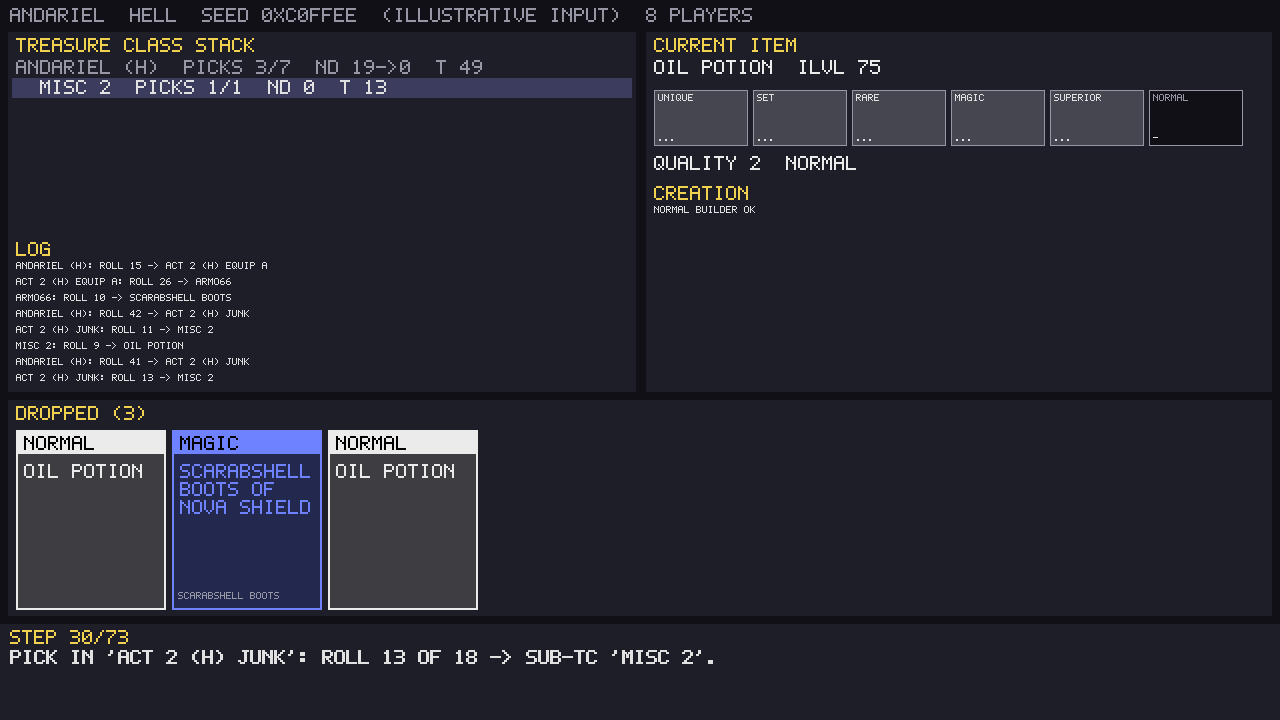 ANDARIEL  HELL  SEED 0XC0FFEE  (ILLUSTRATIVE INPUT)  8 PLAYERS
TREASURE CLASS STACK
ANDARIEL (H)  PICKS 3/7  ND 19->0  T 49
MISC 2  PICKS 1/1  ND 0  T 13
LOG
ANDARIEL (H): ROLL 15 -> ACT 2 (H) EQUIP A
ACT 2 (H) EQUIP A: ROLL 26 -> ARMO66
ARMO66: ROLL 10 -> SCARABSHELL BOOTS
ANDARIEL (H): ROLL 42 -> ACT 2 (H) JUNK
ACT 2 (H) JUNK: ROLL 11 -> MISC 2
MISC 2: ROLL 9 -> OIL POTION
ANDARIEL (H): ROLL 41 -> ACT 2 (H) JUNK
ACT 2 (H) JUNK: ROLL 13 -> MISC 2
CURRENT ITEM
OIL POTION  ILVL 75
UNIQUE SET RARE MAGIC SUPERIOR NORMAL
... ... ... ... ... -
QUALITY 2  NORMAL
CREATION
NORMAL BUILDER OK
DROPPED (3)
NORMAL
OIL POTION
MAGIC
SCARABSHELL
BOOTS OF
NOVA SHIELD
SCARABSHELL BOOTS
NORMAL
OIL POTION
STEP 30/73
PICK IN 'ACT 2 (H) JUNK': ROLL 13 OF 18 -> SUB-TC 'MISC 2'.